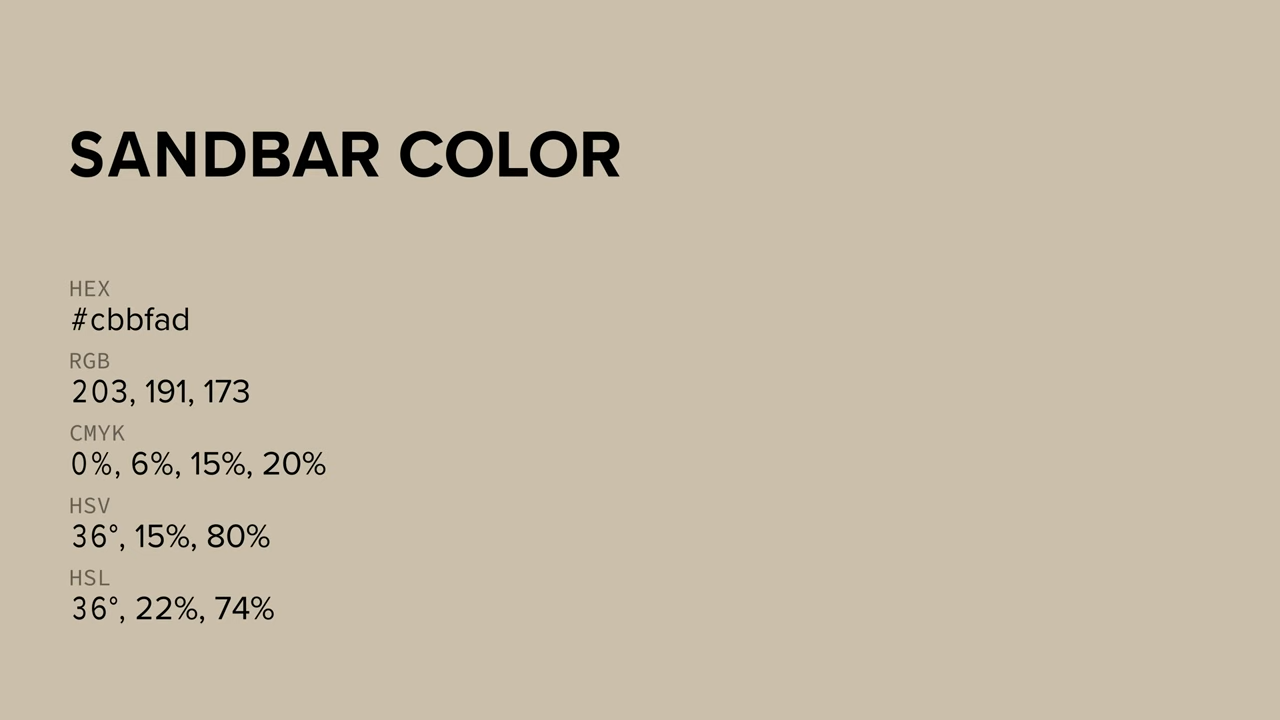 SANDBAR COLOR
HEX
#cbbfad
RGB
203, 191, 173
CMYK
0%, 6%, 15%, 20%
HSV
36°, 15%, 80%
HSL
36°, 22%, 74%